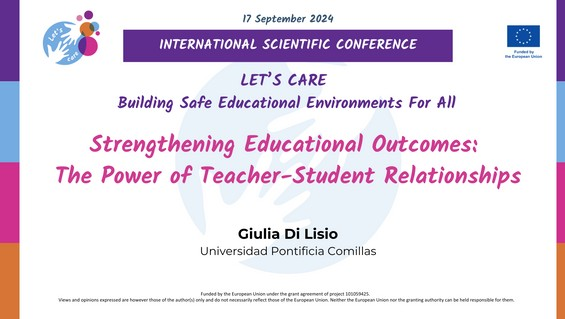 17 September 2024
Let's Care
INTERNATIONAL SCIENTIFIC CONFERENCE
Funded by
the European Union
LET'S CARE
Building Safe Educational Environments For All
Strengthening Educational Outcomes:
The Power of Teacher-Student Relationships
Giulia Di Lisio
Universidad Pontificia Comillas
Funded by the European Union under the grant agreement of project 101059425.
Views and opinions expressed are however those of the author(s) only and do not necessarily reflect those of the European Union. Neither the European Union nor the granting authority can be held responsible for them.